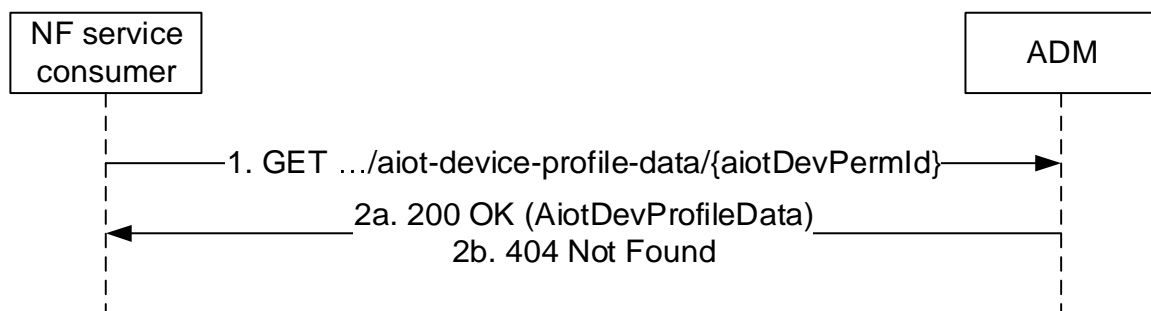 NF service
consumer
ADM
1. GET …/aiot-device-profile-data/{aiotDevPermId}
2a. 200 OK (AiotDevProfileData)
2b. 404 Not Found